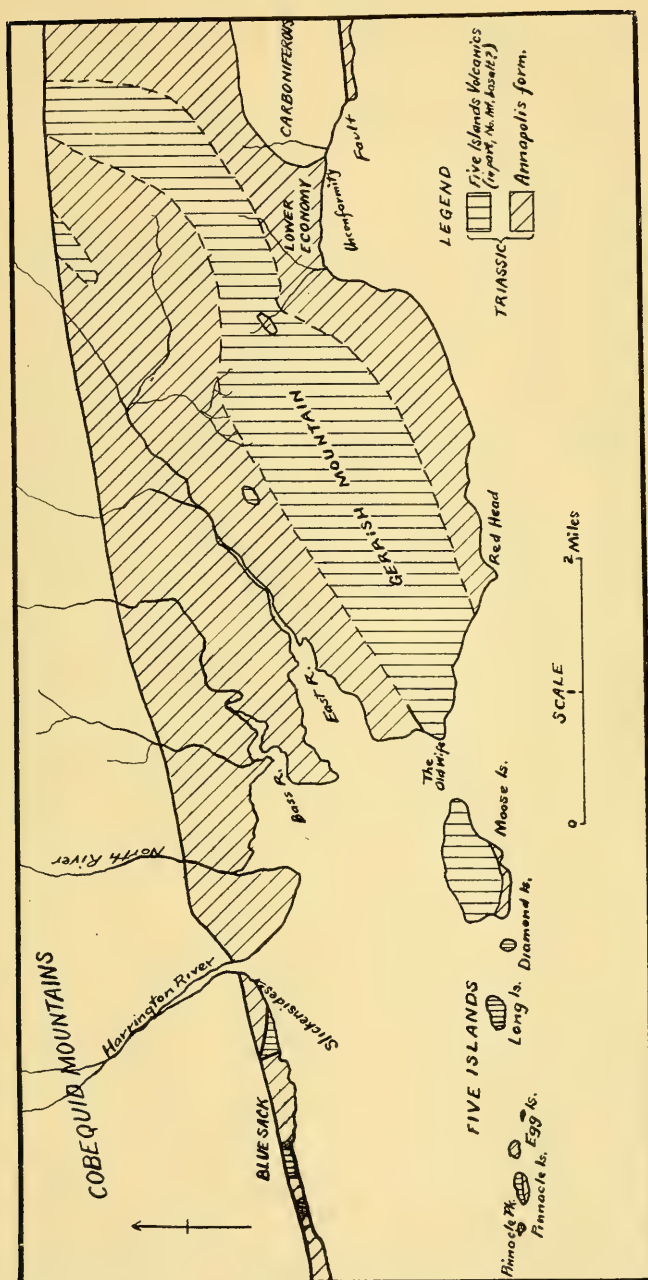 COBEQUID MOUNTAINS
Harrington River
North River
BLUE SACK
Slickensides
Bass R.
East R.
The
Old Wife
GERRISH MOUNTAIN
Red Head
LOWER
ECONOMY
CARBONIFEROUS
Unconformity
Fault
FIVE ISLANDS
Pinnacle Rk.
Pinnacle Is.
Egg Is.
Long Is.
Diamond Is.
Moose Is.
SCALE
0 1 2 Miles
LEGEND
TRIASSIC
Five Islands Volcanics
(in part, No. Mt. basalt?)
Annapolis form.